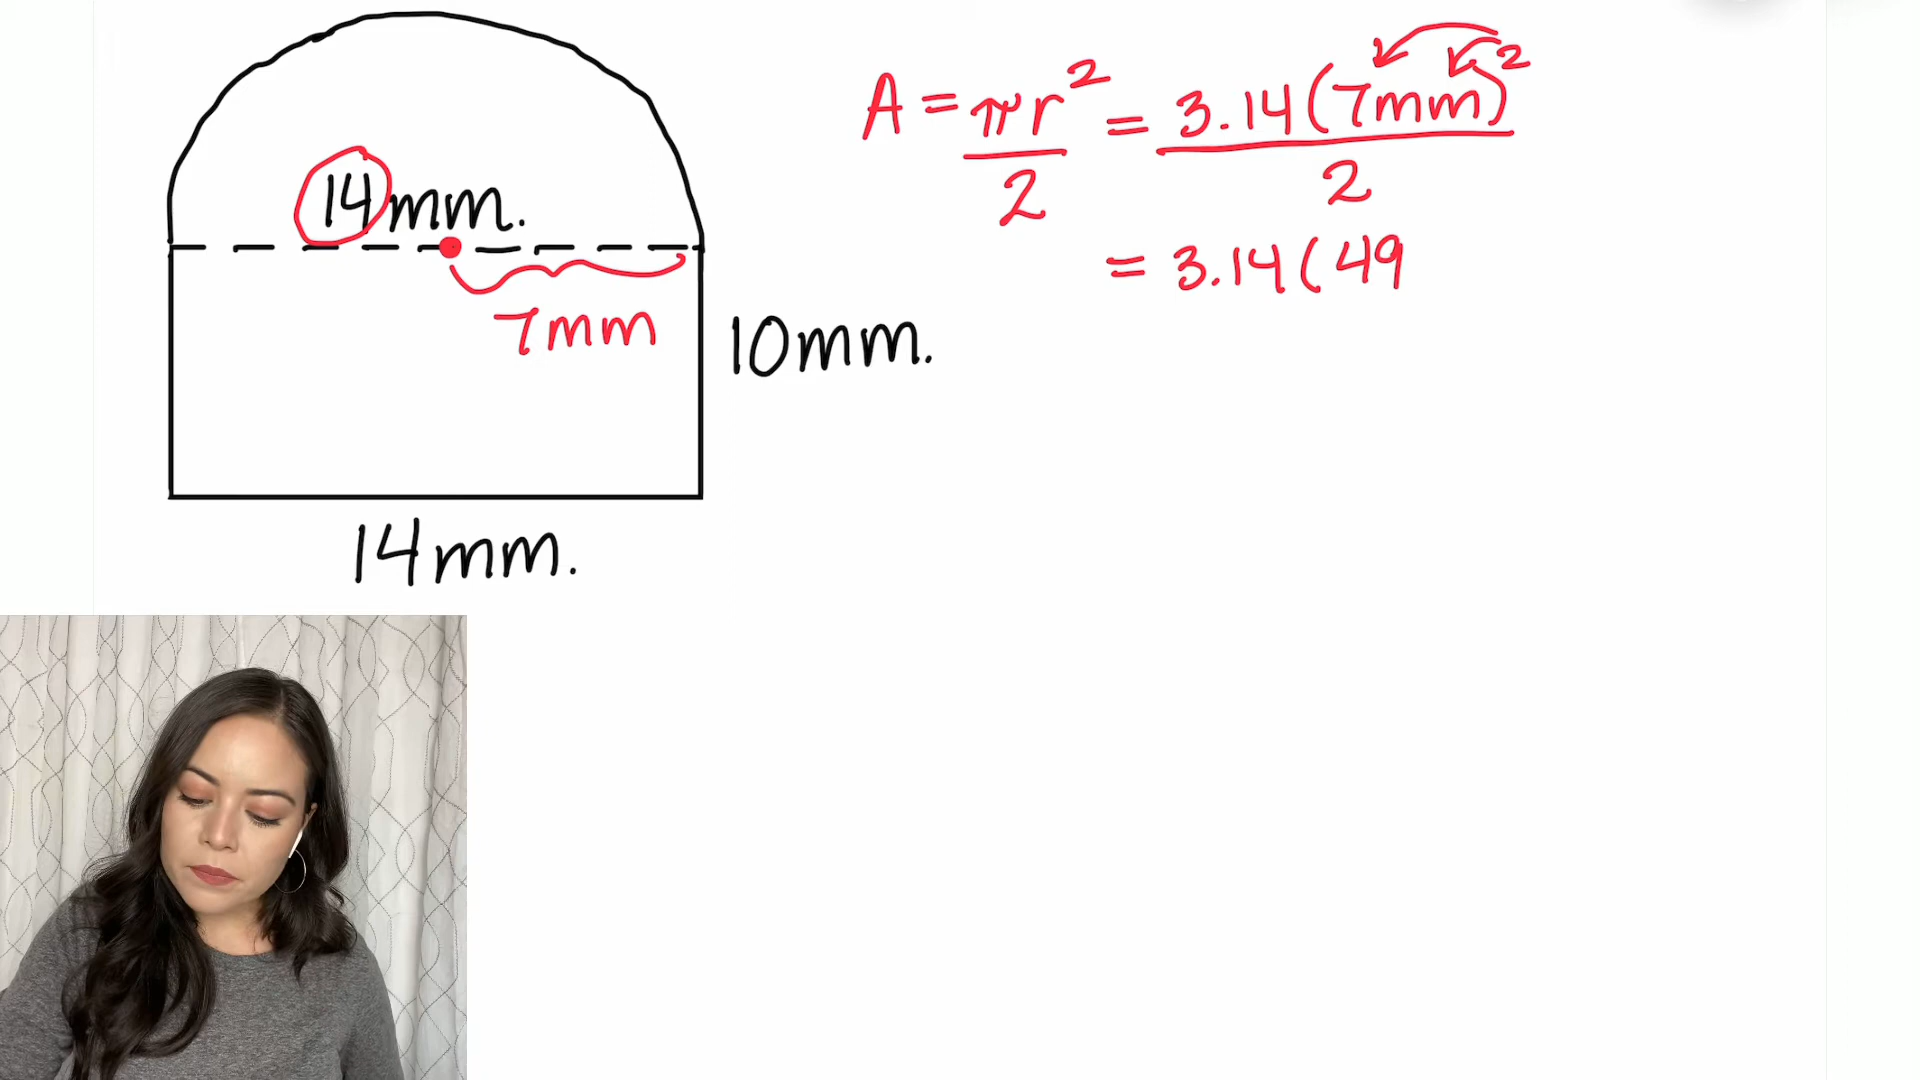 14mm.
7mm
10mm.
14mm.
A = πr²/2 = 3.14(7mm)²/2
= 3.14(49